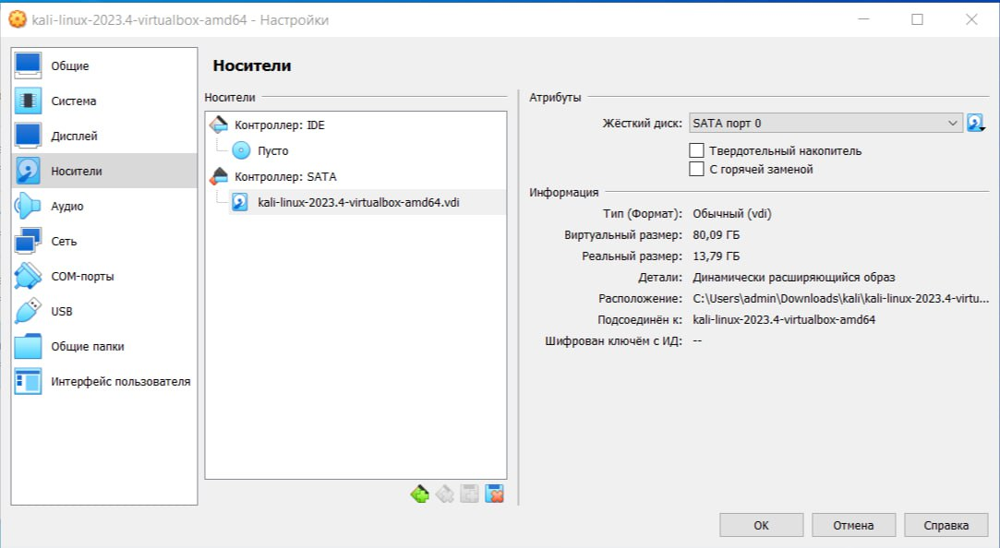 kali-linux-2023.4-virtualbox-amd64 - Настройки
Общие
Система
Дисплей
Носители
Аудио
Сеть
COM-порты
USB
Общие папки
Интерфейс пользователя
Носители
Носители
Контроллер: IDE
Пусто
Контроллер: SATA
kali-linux-2023.4-virtualbox-amd64.vdi
Атрибуты
Жёсткий диск: SATA порт 0
Твердотельный накопитель
С горячей заменой
Информация
Тип (Формат): Обычный (vdi)
Виртуальный размер: 80,09 ГБ
Реальный размер: 13,79 ГБ
Детали: Динамически расширяющийся образ
Расположение: C:\Users\admin\Downloads\kali\kali-linux-2023.4-virtu...
Подсоединён к: kali-linux-2023.4-virtualbox-amd64
Шифрован ключём с ИД: --
OK Отмена Справка